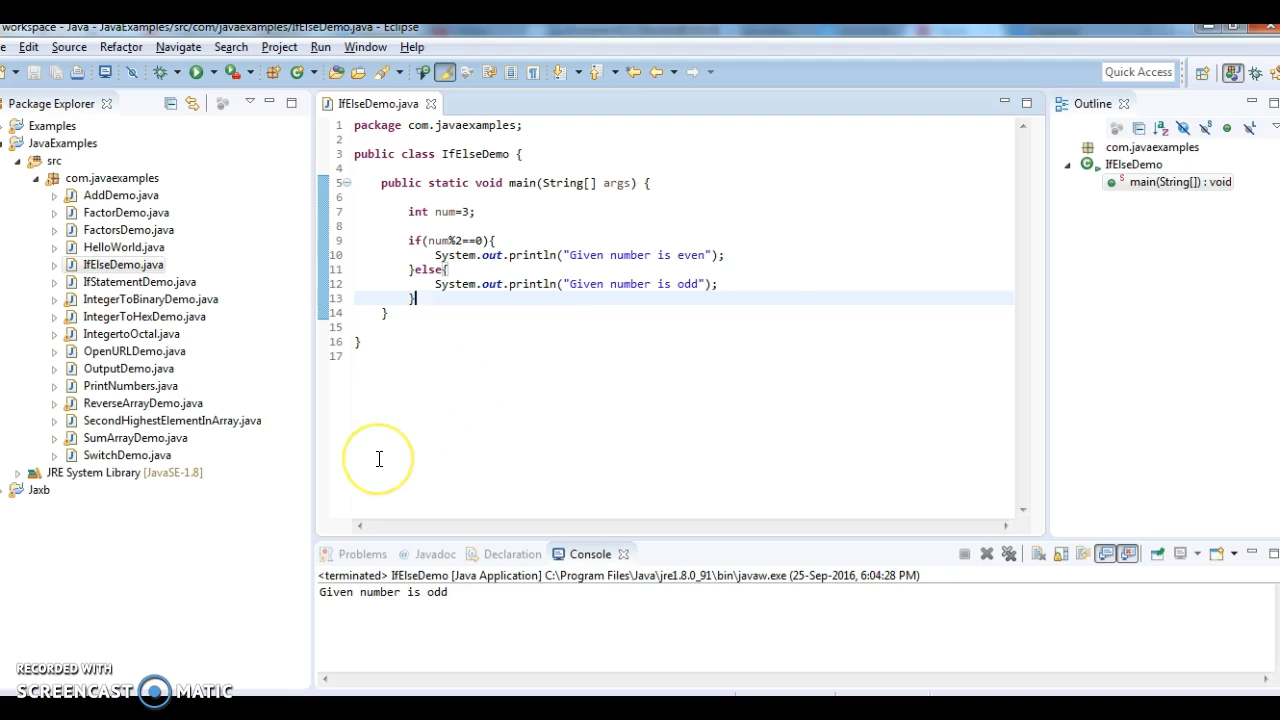 workspace - Java - JavaExamples/src/com/javaexamples/IfElseDemo.java - Eclipse
Edit Source Refactor Navigate Search Project Run Window Help
Quick Access
Package Explorer
Examples
JavaExamples
src
com.javaexamples
AddDemo.java
FactorDemo.java
FactorsDemo.java
HelloWorld.java
IfElseDemo.java
IfStatementDemo.java
IntegerToBinaryDemo.java
IntegerToHexDemo.java
IntegertoOctal.java
OpenURLDemo.java
OutputDemo.java
PrintNumbers.java
ReverseArrayDemo.java
SecondHighestElementInArray.java
SumArrayDemo.java
SwitchDemo.java
JRE System Library [JavaSE-1.8]
Jaxb
IfElseDemo.java
1 package com.javaexamples;
2
3 public class IfElseDemo {
4
5 public static void main(String[] args) {
6
7 int num=3;
8
9 if(num%2==0){
10 System.out.println("Given number is even");
11 }else{
12 System.out.println("Given number is odd");
13 }
14 }
15
16 }
17
Outline
com.javaexamples
IfElseDemo
main(String[]) : void
Problems @ Javadoc Declaration Console
<terminated> IfElseDemo [Java Application] C:\Program Files\Java\jre1.8.0_91\bin\javaw.exe (25-Sep-2016, 6:04:28 PM)
Given number is odd
RECORDED WITH
SCREENCAST MATIC